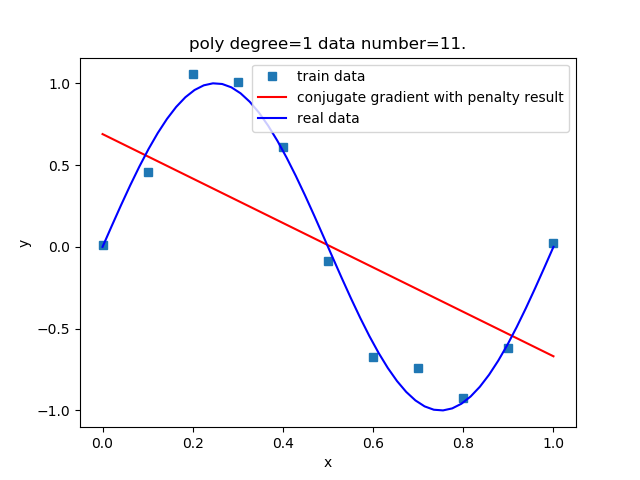 poly degree=1 data number=11.
train data
conjugate gradient with penalty result
real data
y
1.0
0.5
0.0
−0.5
−1.0
0.0 0.2 0.4 0.6 0.8 1.0
x